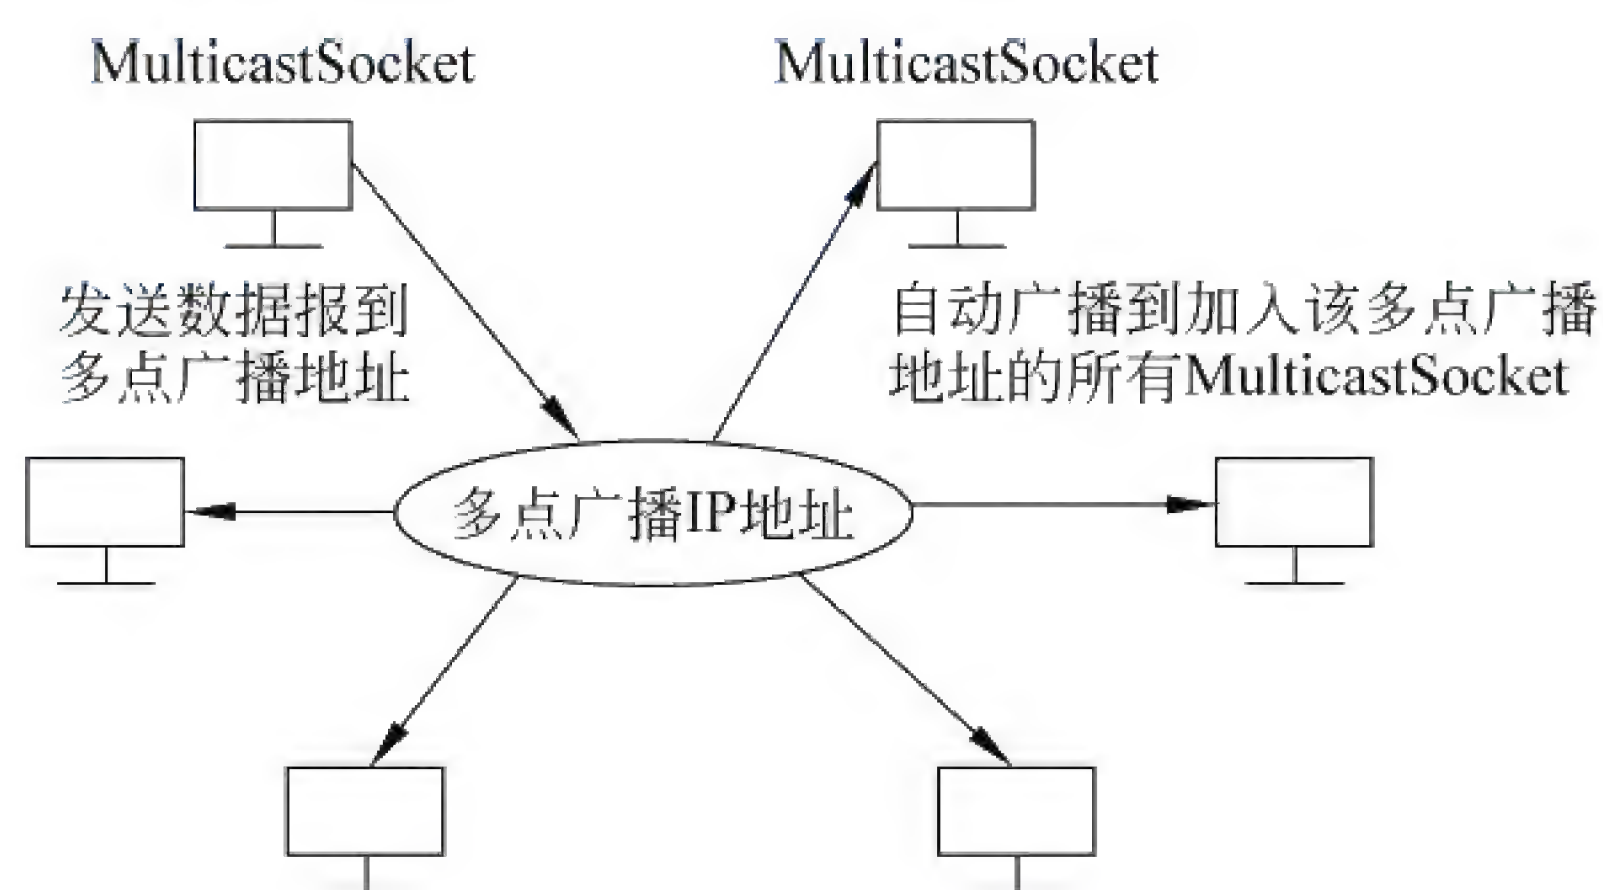 MulticastSocket
MulticastSocket
发送数据报到
多点广播地址
自动广播到加入该多点广播
地址的所有MulticastSocket
多点广播IP地址